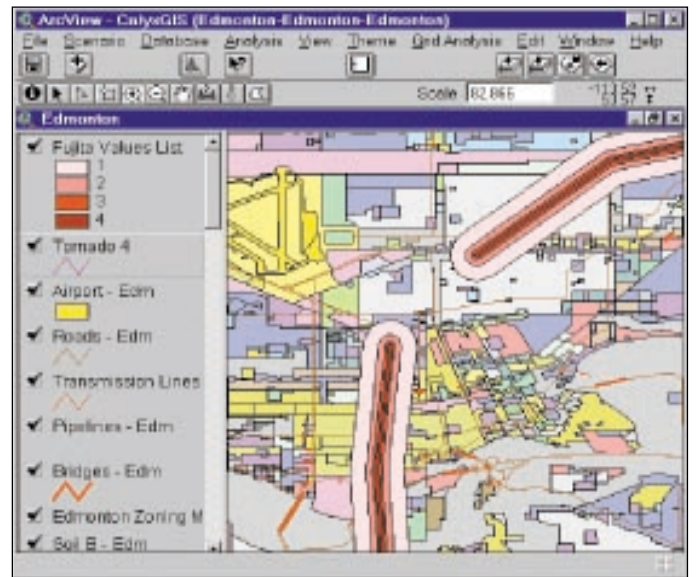 ArcView - CalyxGIS (Edmonton-Edmonton-Edmonton)
File Scenario Database Analysis View Theme Grid Analysis Edit Window Help
Scale 82,866
Edmonton
Fujita Values List
1
2
3
4
Tornado 4
Airport - Edm
Roads - Edm
Transmission Lines
Pipelines - Edm
Bridges - Edm
Edmonton Zoning M
Soil B - Edm